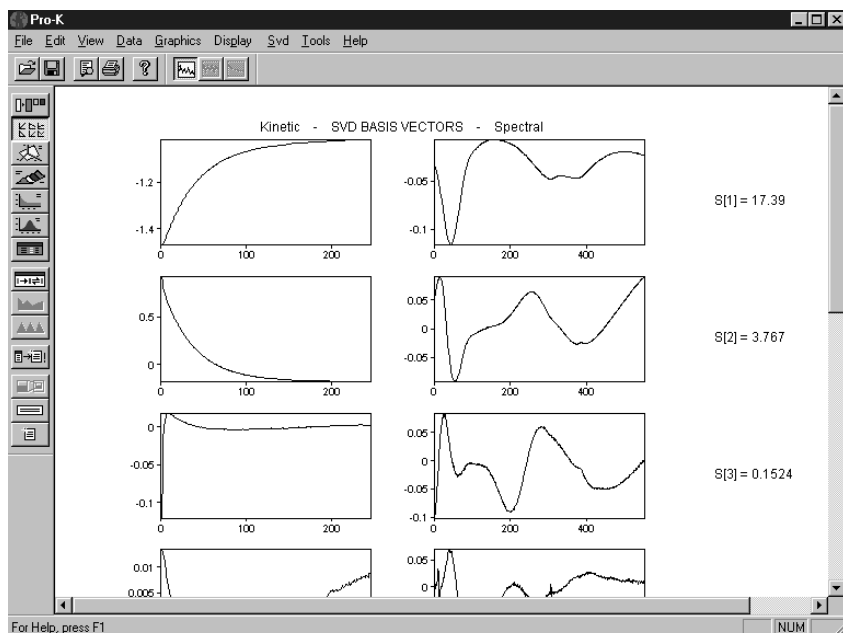 Pro-K
File Edit View Data Graphics Display Svd Tools Help
Kinetic - SVD BASIS VECTORS - Spectral
-1.2
-1.4
0 100 200
-0.05
-0.1
0 200 400
S[1] = 17.39
0.5
0
0 100 200
0.05
0
-0.05
0 200 400
S[2] = 3.767
0
-0.05
-0.1
0 100 200
0.05
0
-0.05
-0.1
0 200 400
S[3] = 0.1524
0.01
0.005
0.05
0
For Help, press F1
NUM